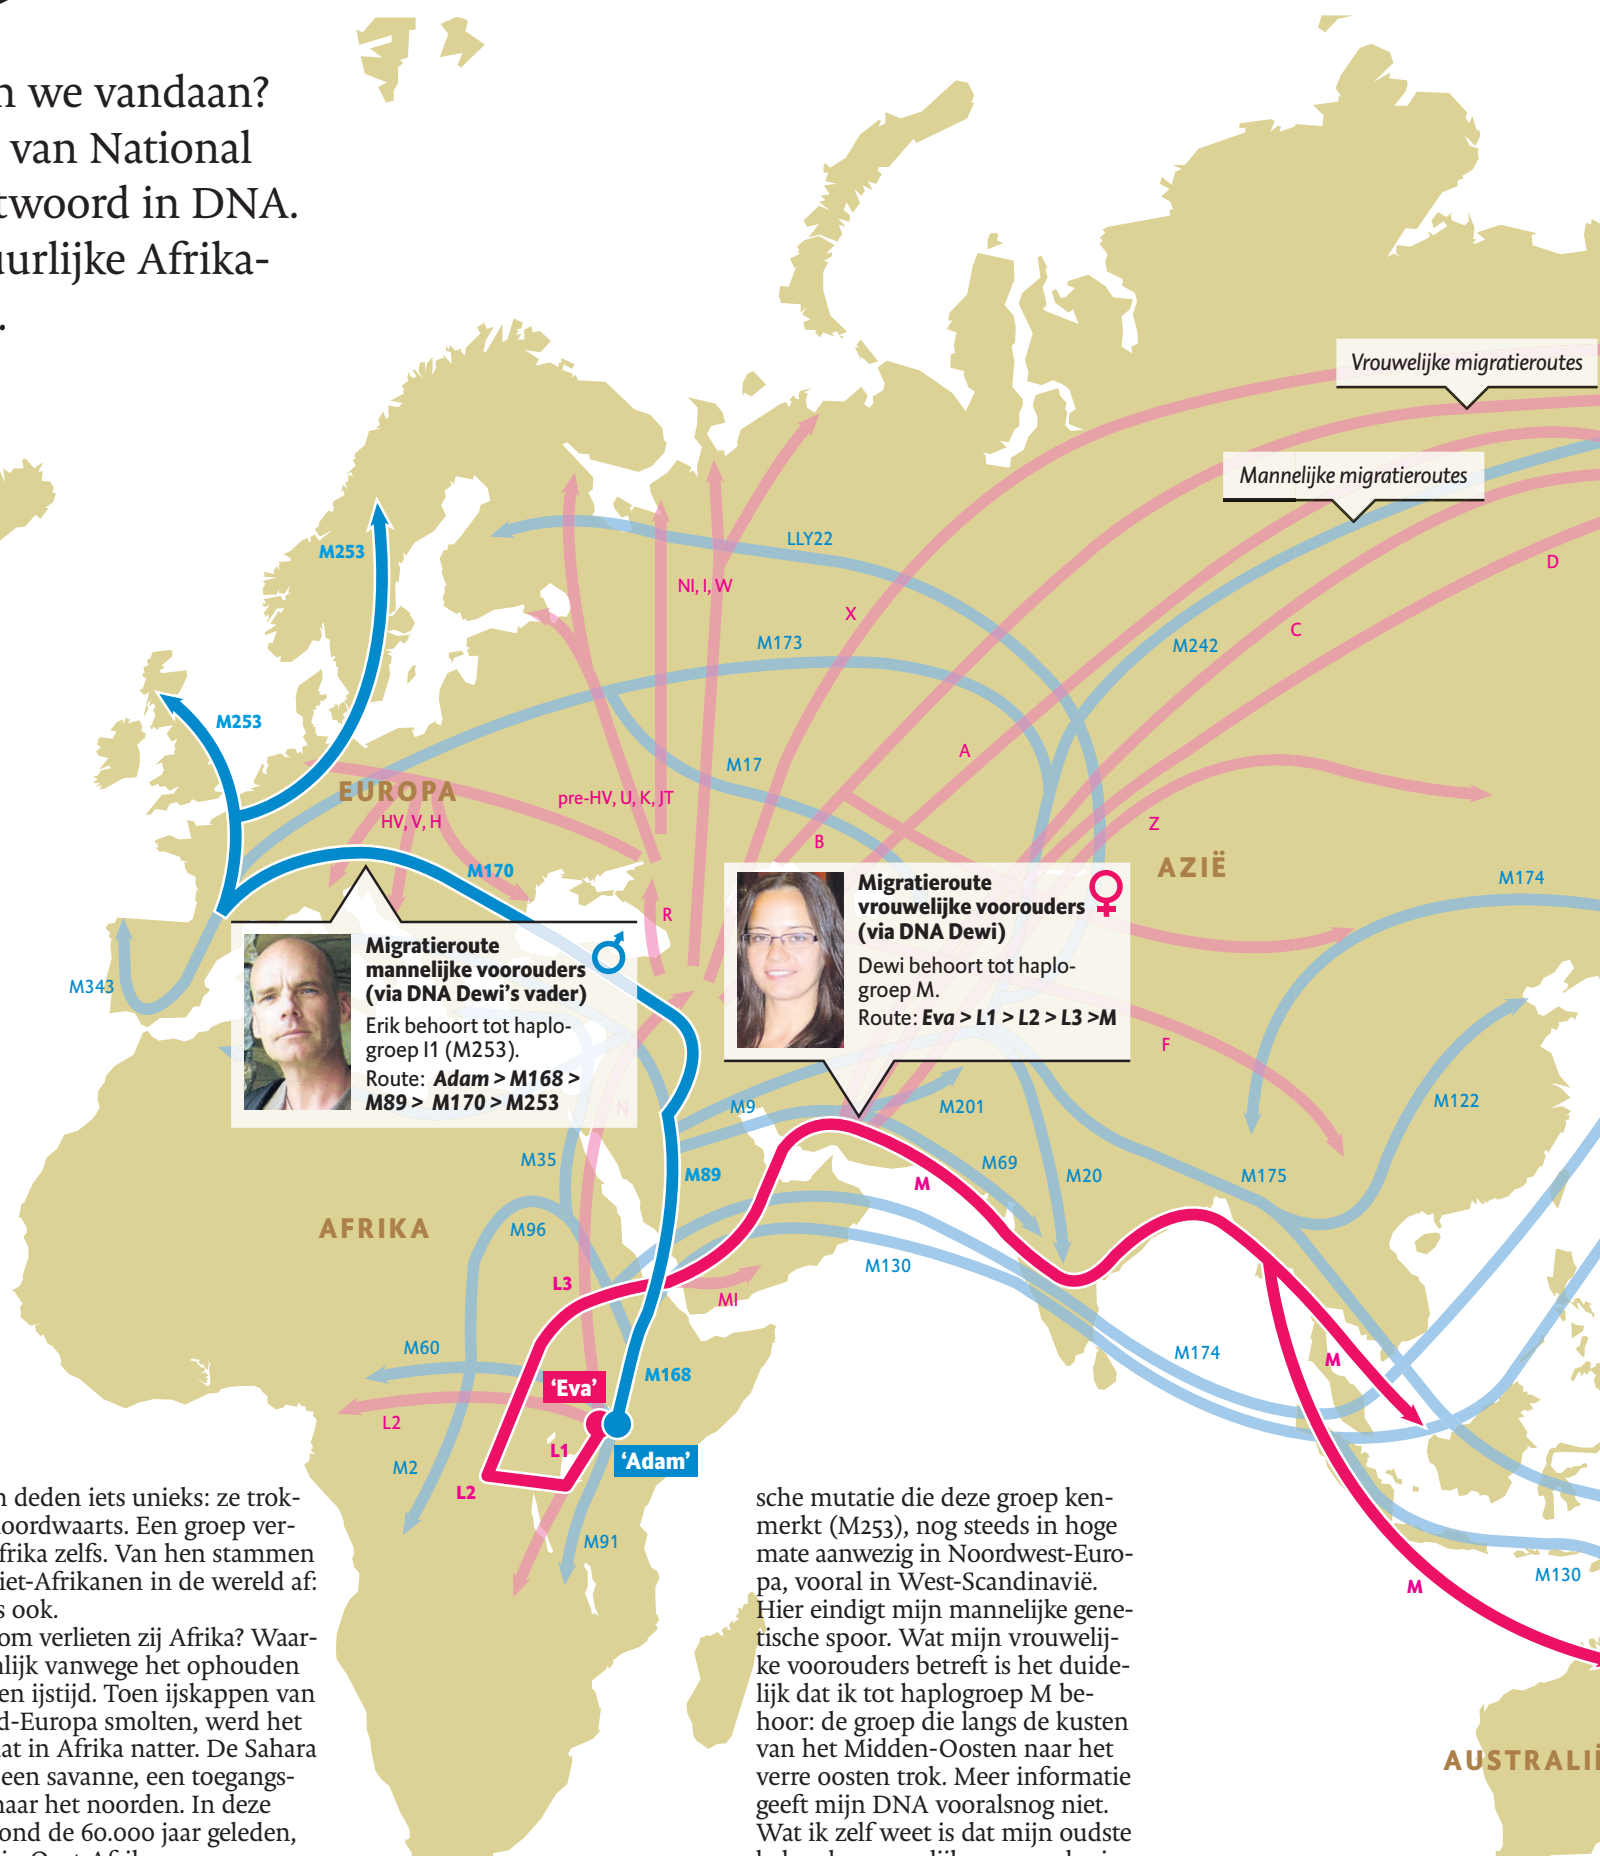 n we vandaan?
van National
twoord in DNA.
uurlijke Afrika-
.
Vrouwelijke migratieroutes
Mannelijke migratieroutes
M253
LLY22
D
NI, I, W
X
C
M173
M242
M253
A
M17
EUROPA
pre-HV, U, K, JT
HV, V, H
Z
B
AZIË
M170
M174
R
M343
Migratieroute
mannelijke voorouders
(via DNA Dewi's vader)
Erik behoort tot haplo-
groep I1 (M253).
Route: Adam > M168 >
M89 > M170 > M253
Migratieroute
vrouwelijke voorouders
(via DNA Dewi)
Dewi behoort tot haplo-
groep M.
Route: Eva > L1 > L2 > L3 >M
F
N
M9
M201
M122
M35
M89
M69
M20
M175
M
AFRIKA
M96
M130
L3
MI
M60
M174
M
'Eva'
M168
L2
L1
'Adam'
M2
L2
M91
M130
M
AUSTRALIË
n deden iets unieks: ze trok-
oordwaarts. Een groep ver-
frika zelfs. Van hen stammen
iet-Afrikanen in de wereld af:
s ook.
om verlieten zij Afrika? Waar-
nlijk vanwege het ophouden
en ijstijd. Toen ijskappen van
d-Europa smolten, werd het
at in Afrika natter. De Sahara
een savanne, een toegangs-
naar het noorden. In deze
ond de 60.000 jaar geleden,
sche mutatie die deze groep ken-
merkt (M253), nog steeds in hoge
mate aanwezig in Noordwest-Euro-
pa, vooral in West-Scandinavië.
Hier eindigt mijn mannelijke gene-
tische spoor. Wat mijn vrouwelij-
ke voorouders betreft is het duide-
lijk dat ik tot haplogroep M be-
hoor: de groep die langs de kusten
van het Midden-Oosten naar het
verre oosten trok. Meer informatie
geeft mijn DNA vooralsnog niet.
Wat ik zelf weet is dat mijn oudste